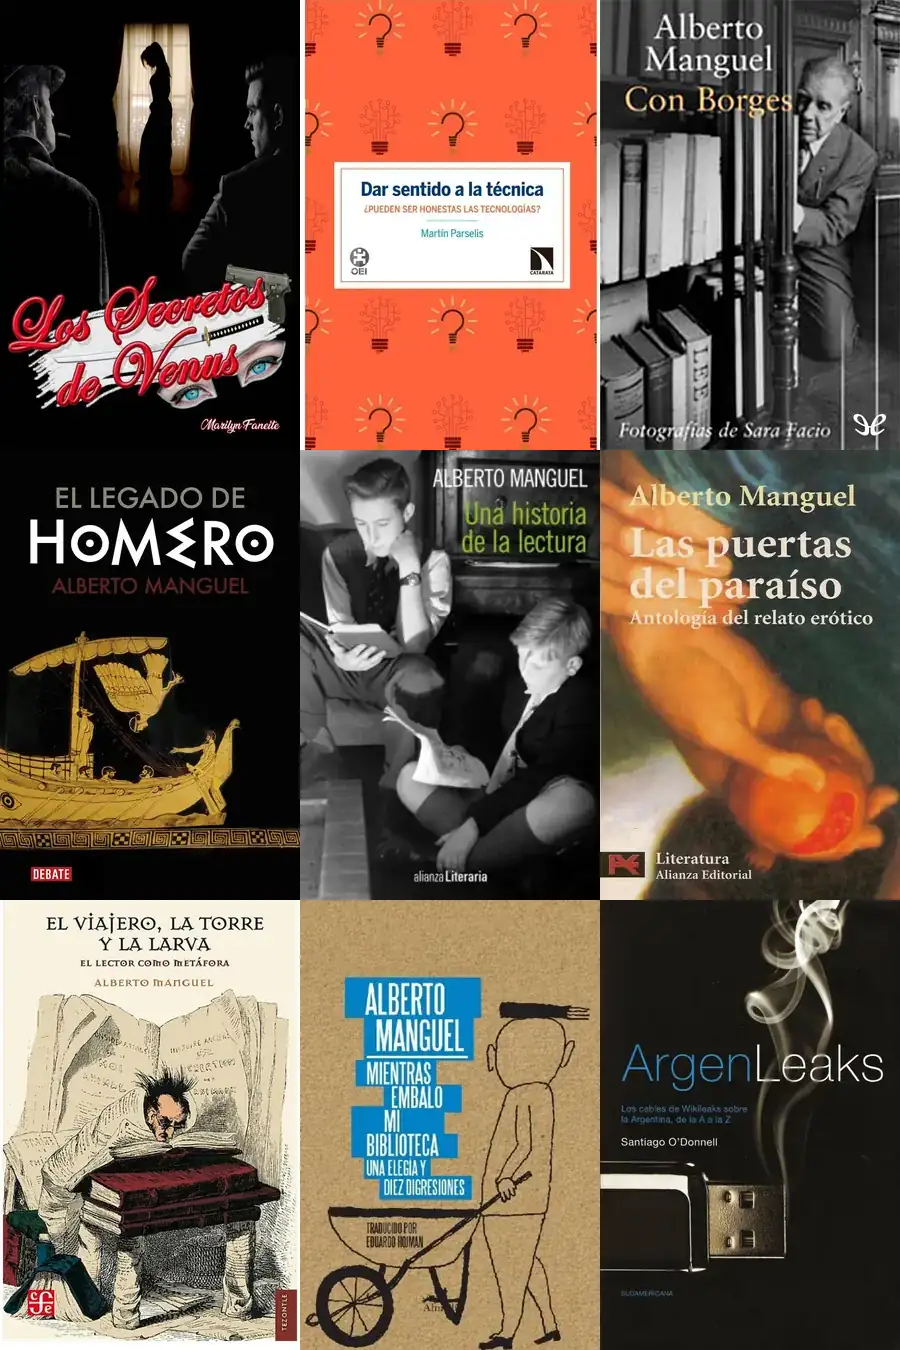 Los Secretos
de Venus
Marilyn Faneite
Dar sentido a la técnica
¿PUEDEN SER HONESTAS LAS TECNOLOGÍAS?
Martín Parselis
OEI
CATARATA
Alberto
Manguel
Con Borges
LEE
Fotografías de Sara Facio
EL LEGADO DE
HOMERO
ALBERTO MANGUEL
DEBATE
ALBERTO MANGUEL
Una historia
de la lectura
alianzaLiteraria
Alberto Manguel
Las puertas
del paraíso
Antología del relato erótico
Literatura
Alianza Editorial
EL VIAJERO, LA TORRE
Y LA LARVA
EL LECTOR COMO METÁFORA
ALBERTO MANGUEL
TEZONTLE
ALBERTO
MANGUEL
MIENTRAS
EMBALO
MI
BIBLIOTECA
UNA ELEGÍA Y
DIEZ DIGRESIONES
TRADUCIDO POR
EDUARDO HOJMAN
ArgenLeaks
Los cables de Wikileaks sobre
la Argentina, de la A a la Z
Santiago O'Donnell
SUDAMERICANA